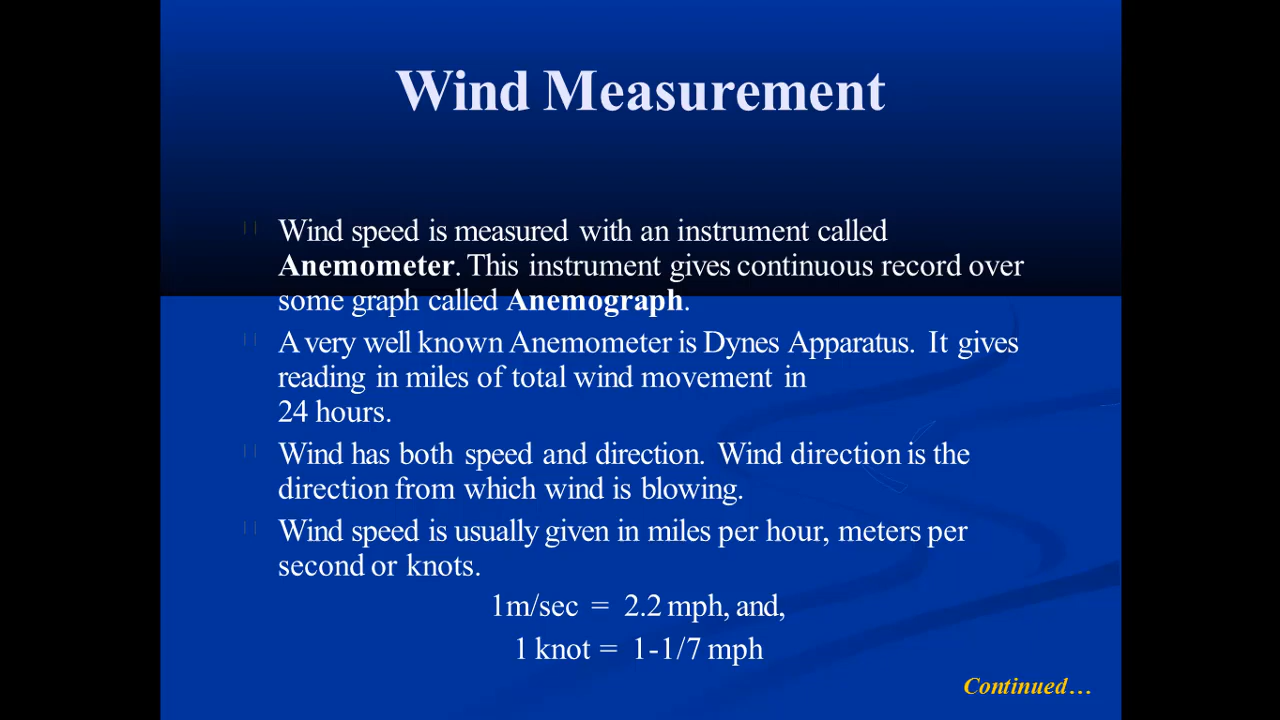 Wind Measurement
Wind speed is measured with an instrument called
Anemometer. This instrument gives continuous record over
some graph called Anemograph.
A very well known Anemometer is Dynes Apparatus. It gives
reading in miles of total wind movement in
24 hours.
Wind has both speed and direction. Wind direction is the
direction from which wind is blowing.
Wind speed is usually given in miles per hour, meters per
second or knots.
1m/sec = 2.2 mph, and,
1 knot = 1-1/7 mph
Continued…